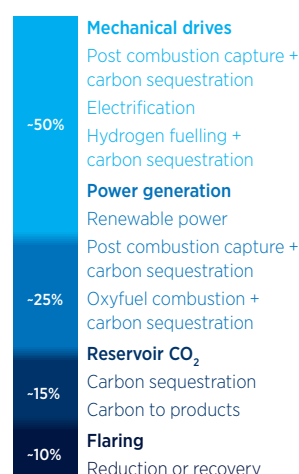 ~50%
Mechanical drives
Post combustion capture +
carbon sequestration
Electrification
Hydrogen fuelling +
carbon sequestration
Power generation
Renewable power
~25%
Post combustion capture +
carbon sequestration
Oxyfuel combustion +
carbon sequestration
~15%
Reservoir CO₂
Carbon sequestration
Carbon to products
~10%
Flaring
Reduction or recovery